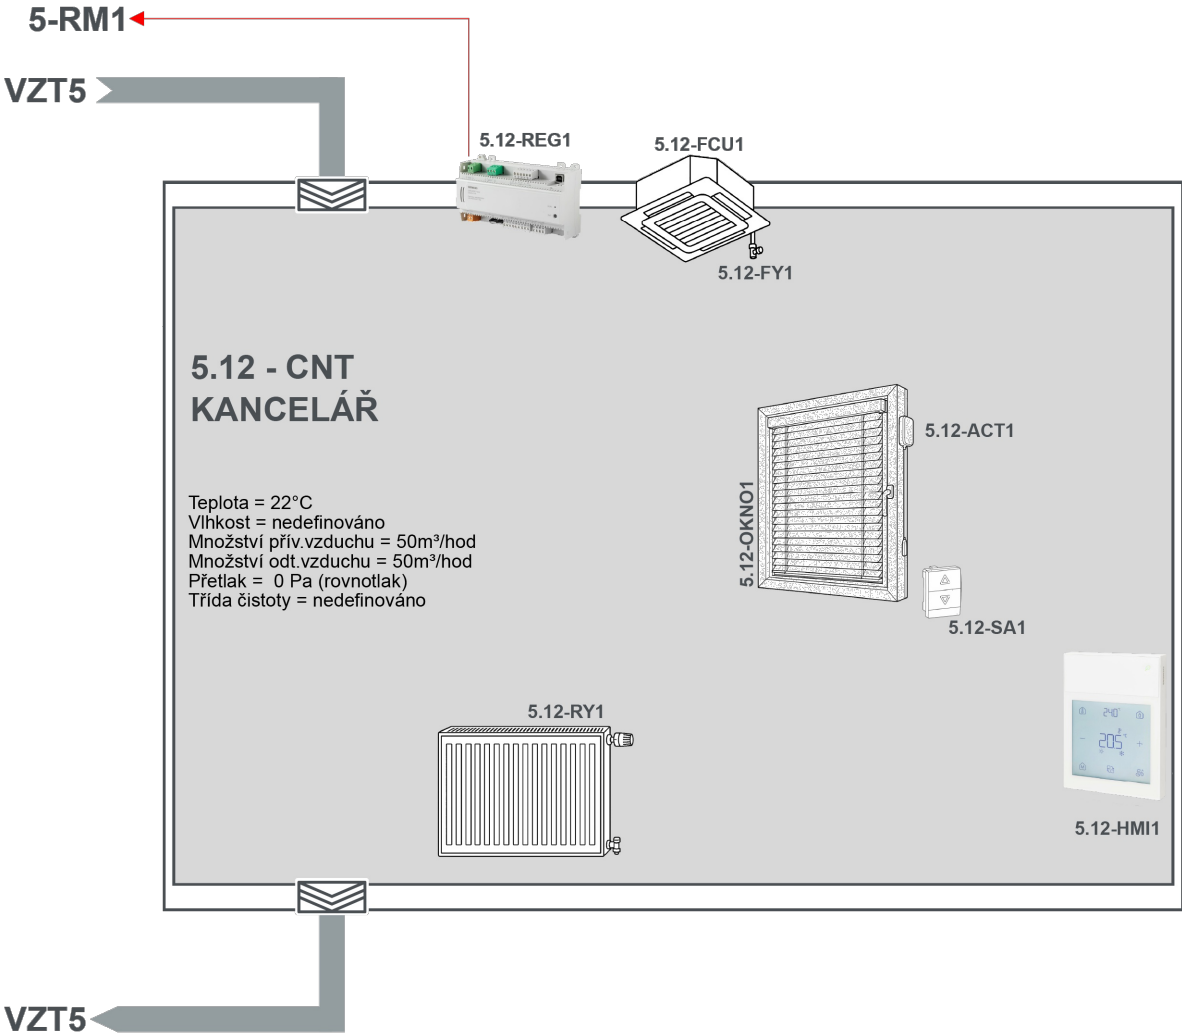 5-RM1
VZT5
5.12-REG1
5.12-FCU1
5.12-FY1
5.12 - CNT
KANCELÁŘ
5.12-ACT1
5.12-OKNO1
Teplota = 22°C
Vlhkost = nedefinováno
Množství přív.vzduchu = 50m³/hod
Množství odt.vzduchu = 50m³/hod
Přetlak =  0 Pa (rovnotlak)
Třída čistoty = nedefinováno
5.12-SA1
5.12-RY1
240°
20.5
5.12-HMI1
VZT5